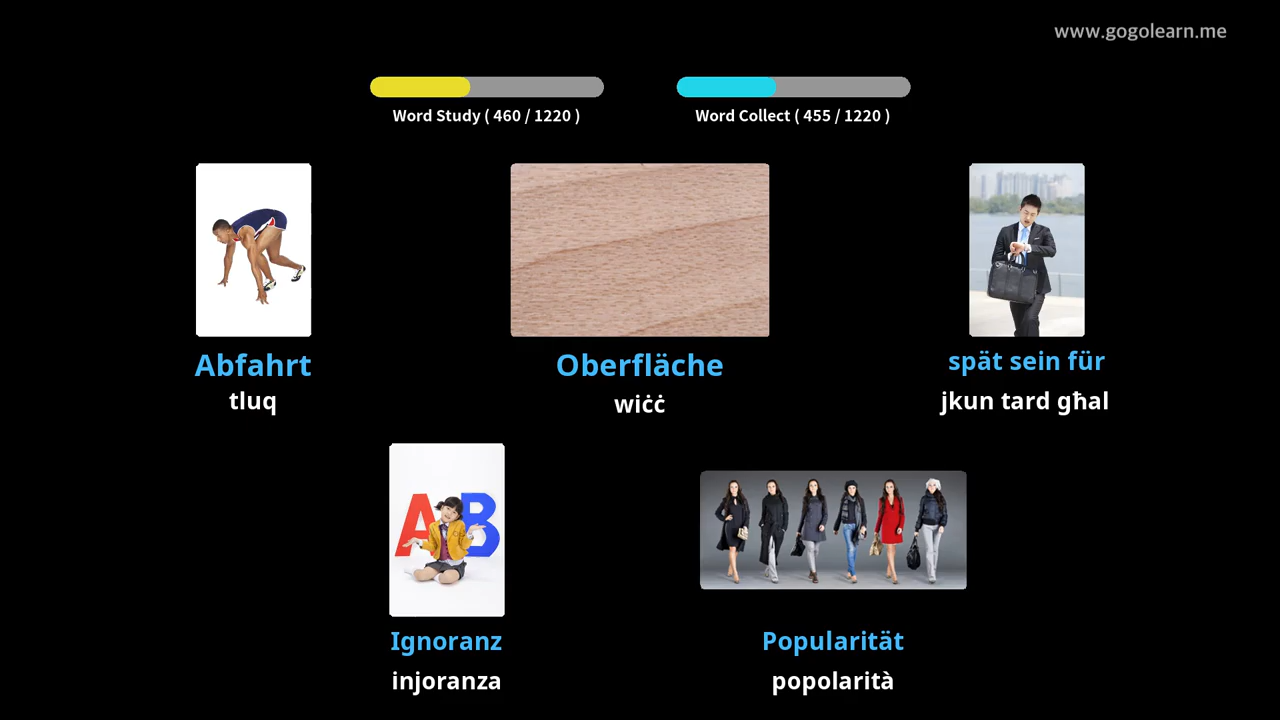 www.gogolearn.me
Word Study ( 460 / 1220 )
Word Collect ( 455 / 1220 )
Abfahrt
tluq
Oberfläche
wiċċ
spät sein für
jkun tard għal
AB
Ignoranz
injoranza
Popularität
popolarità